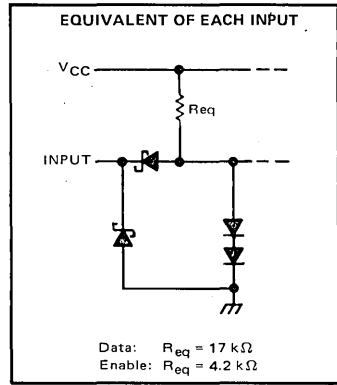 EQUIVALENT OF EACH INPUT
VCC
Req
INPUT
Data: Req = 17 kΩ
Enable: Req = 4.2 kΩ